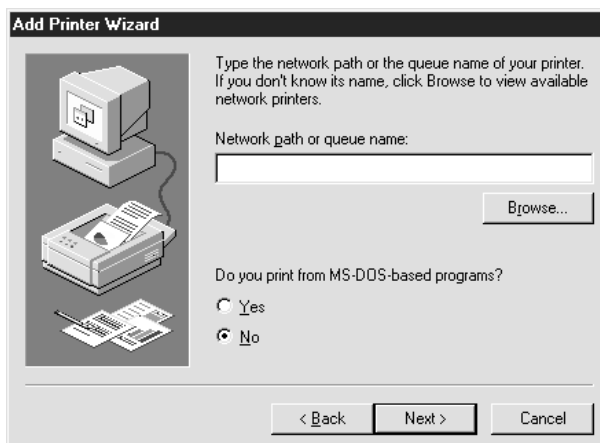 Add Printer Wizard
Type the network path or the queue name of your printer.
If you don't know its name, click Browse to view available
network printers.
Network path or queue name:
Browse...
Do you print from MS-DOS-based programs?
Yes
No
< Back
Next >
Cancel